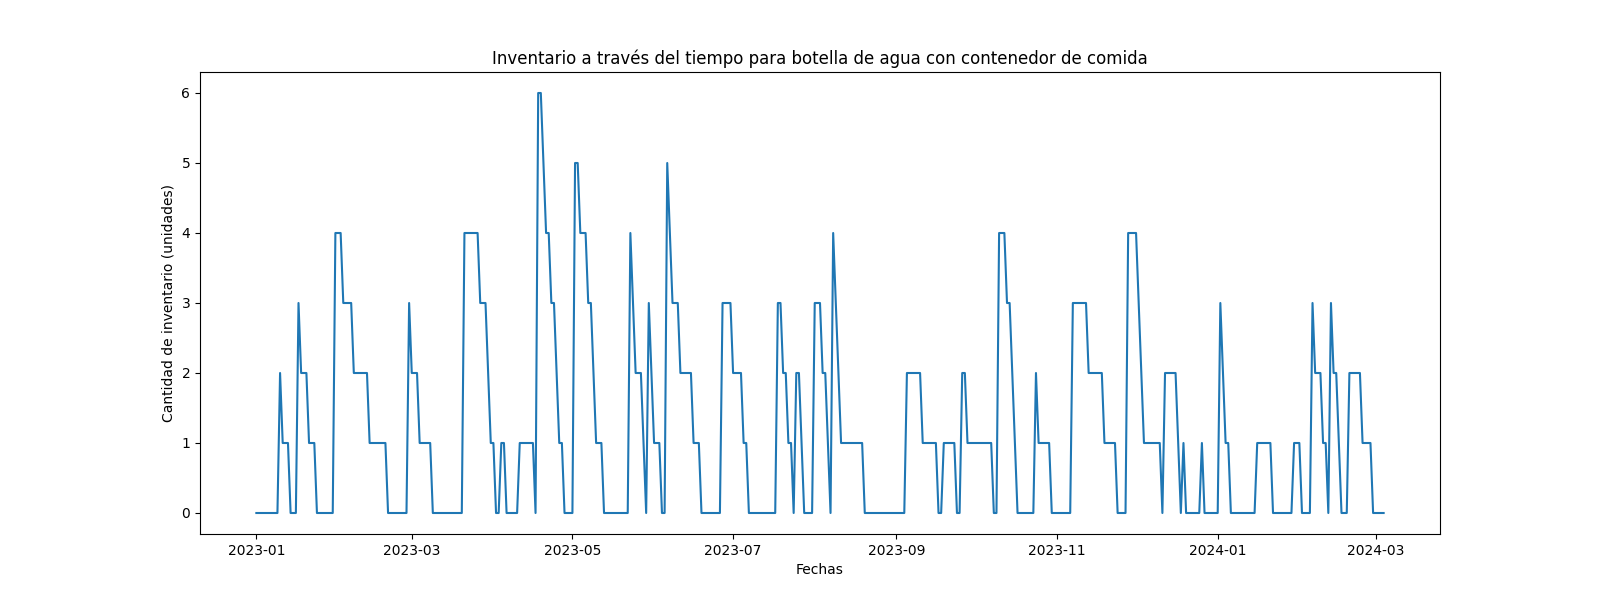 Inventario a través del tiempo para botella de agua con contenedor de comida
Cantidad de inventario (unidades)
6
5
4
3
2
1
0
2023-01 2023-03 2023-05 2023-07 2023-09 2023-11 2024-01 2024-03
Fechas